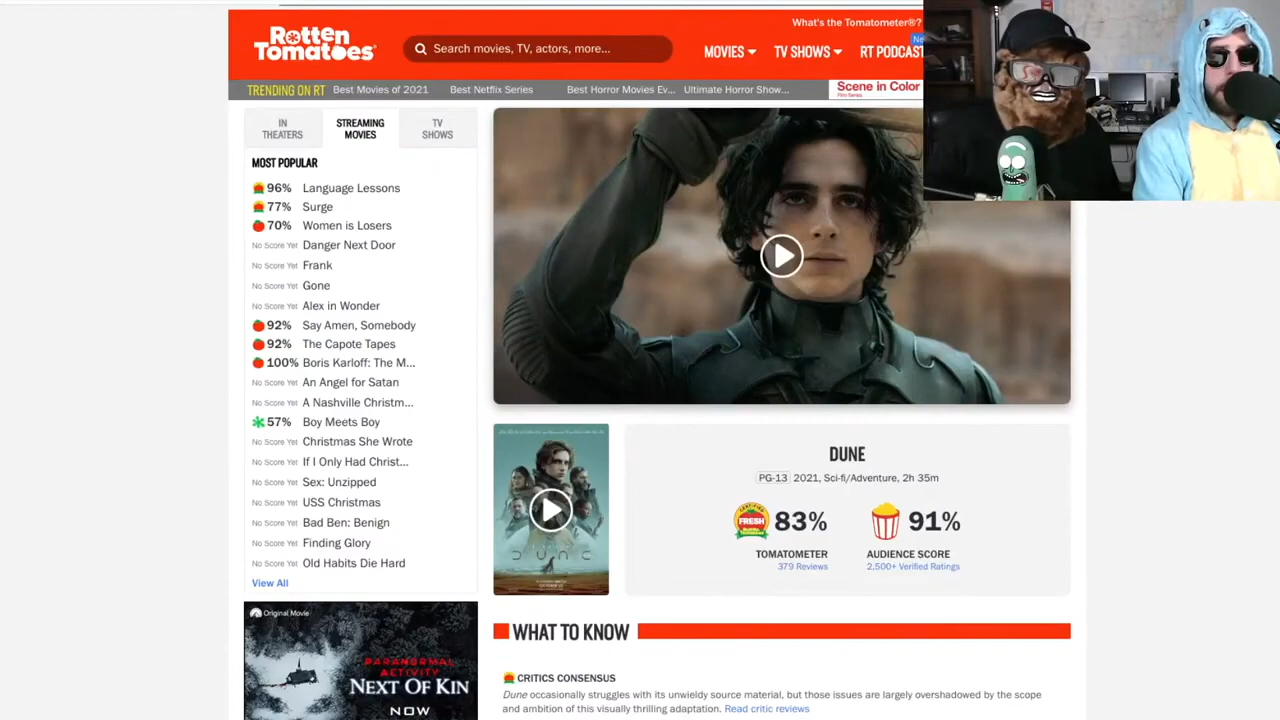 What's the Tomatometer®?
Rotten
Tomatoes®
Search movies, TV, actors, more...
MOVIES
TV SHOWS
RT PODCAST
Ne
TRENDING ON RT
Best Movies of 2021
Best Netflix Series
Best Horror Movies Ev...
Ultimate Horror Show...
Scene in Color
Film Series
IN
THEATERS
STREAMING
MOVIES
TV
SHOWS
MOST POPULAR
96% Language Lessons
77% Surge
70% Women is Losers
No Score Yet Danger Next Door
No Score Yet Frank
No Score Yet Gone
No Score Yet Alex in Wonder
92% Say Amen, Somebody
92% The Capote Tapes
100% Boris Karloff: The M...
No Score Yet An Angel for Satan
No Score Yet A Nashville Christm...
57% Boy Meets Boy
No Score Yet Christmas She Wrote
No Score Yet If I Only Had Christ...
No Score Yet Sex: Unzipped
No Score Yet USS Christmas
No Score Yet Bad Ben: Benign
No Score Yet Finding Glory
No Score Yet Old Habits Die Hard
View All
Original Movie
PARANORMAL
ACTIVITY
NEXT OF KIN
NOW
DUNE
DUNE
PG-13 2021, Sci-fi/Adventure, 2h 35m
CERTIFIED
FRESH
83%
91%
TOMATOMETER
379 Reviews
AUDIENCE SCORE
2,500+ Verified Ratings
WHAT TO KNOW
CRITICS CONSENSUS
Dune occasionally struggles with its unwieldy source material, but those issues are largely overshadowed by the scope
and ambition of this visually thrilling adaptation. Read critic reviews